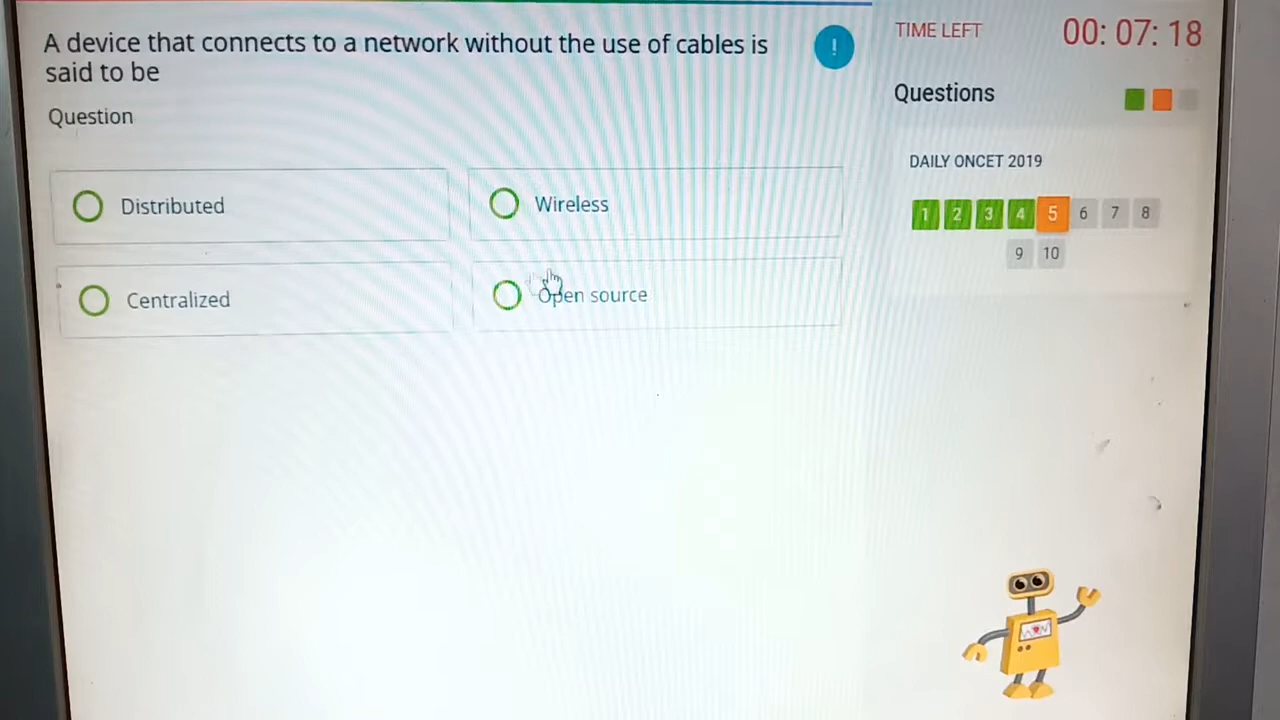 A device that connects to a network without the use of cables is
said to be
!
Question
Distributed
Wireless
Centralized
Open source
TIME LEFT
00: 07: 18
Questions
DAILY ONCET 2019
1 2 3 4 5 6 7 8
9 10